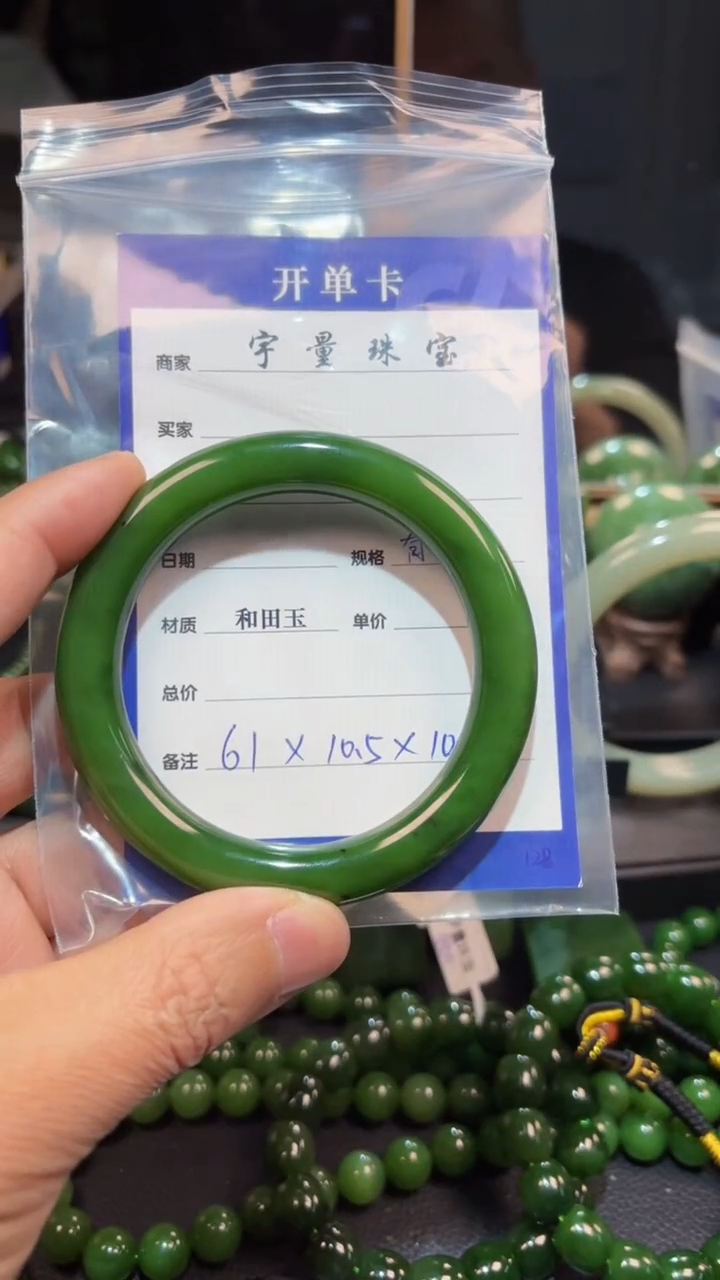 开单卡
商家 宇量珠宝
买家
日期 规格
材质 和田玉 单价
总价
备注 61×10.5×10
128